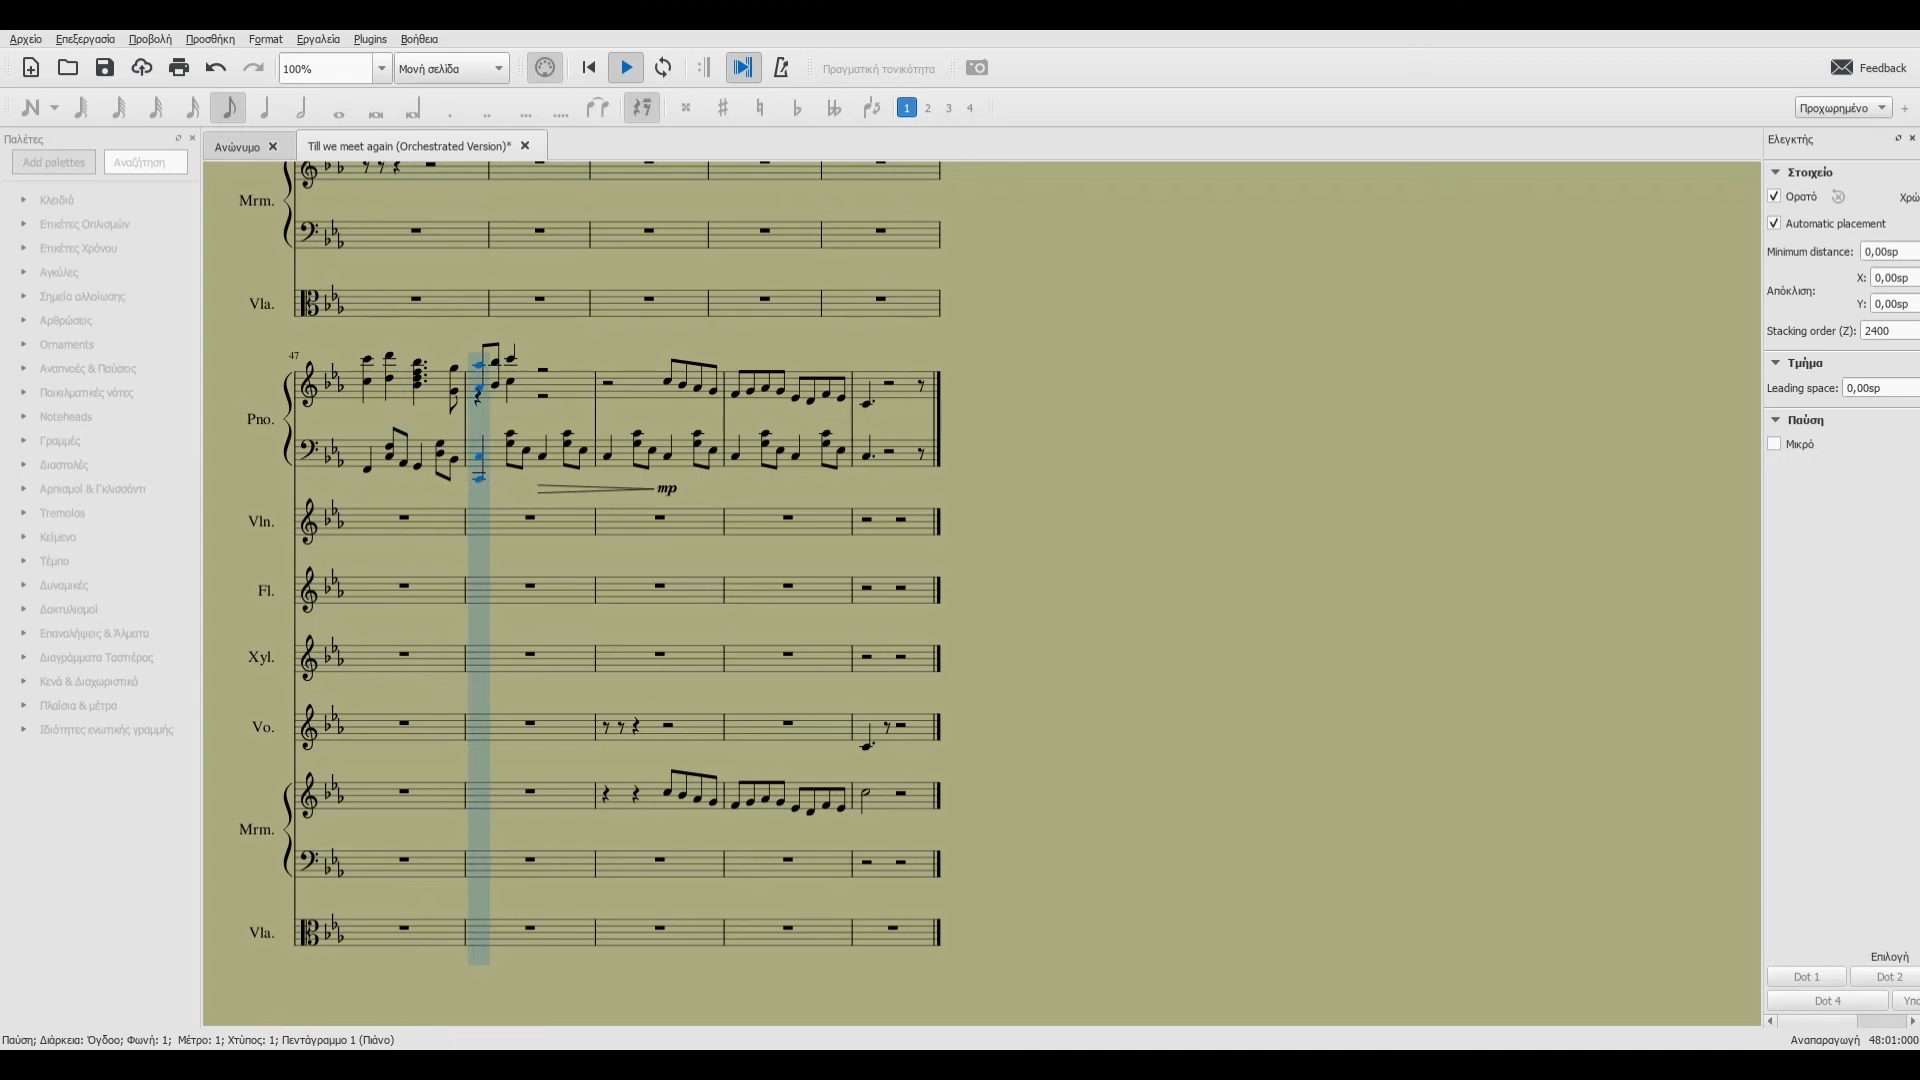 Αρχείο Επεξεργασία Προβολή Προσθήκη Format Εργαλεία Plugins Βοήθεια
100% Μονή σελίδα Πραγματική τονικότητα Feedback
1 2 3 4 Προχωρημένο +
Παλέτες
Add palettes Αναζήτηση
Κλειδιά
Ετικέτες Οπλισμών
Ετικέτες Χρόνου
Αγκύλες
Σημεία αλλοίωσης
Αρθρώσεις
Ornaments
Αναπνοές & Παύσεις
Ποικιλματικές νότες
Noteheads
Γραμμές
Διαστολές
Αρπισμοί & Γκλισσάντι
Tremolos
Κείμενο
Τέμπο
Δυναμικές
Δακτυλισμοί
Επαναλήψεις & Άλματα
Διαγράμματα Ταστιέρας
Κενά & Διαχωριστικά
Πλαίσια & μέτρα
Ιδιότητες ενωτικής γραμμής
Ανώνυμο Till we meet again (Orchestrated Version)*
Mrm.
Vla.
47
Pno.
mp
Vln.
Fl.
Xyl.
Vo.
Mrm.
Vla.
Ελεγκτής
Στοιχείο
Ορατό Χρώ
Automatic placement
Minimum distance: 0,00sp
X: 0,00sp
Απόκλιση:
Y: 0,00sp
Stacking order (Z): 2400
Τμήμα
Leading space: 0,00sp
Παύση
Μικρό
Επιλογή
Dot 1 Dot 2
Dot 4 Υπο
Παύση; Διάρκεια: Όγδοο; Φωνή: 1; Μέτρο: 1; Χτύπος: 1; Πεντάγραμμο 1 (Πιάνο) Αναπαραγωγή 48:01:000